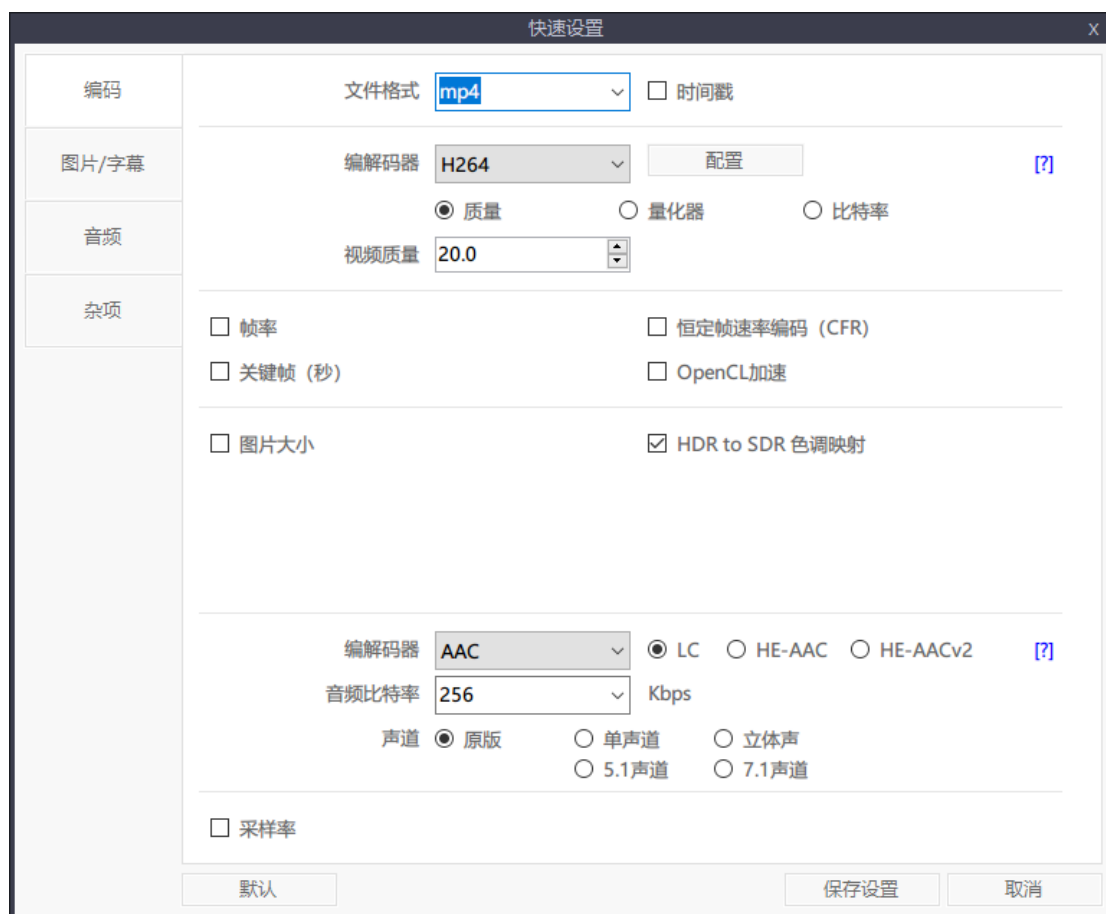 快速设置 X
编码
图片/字幕
音频
杂项
文件格式 mp4 时间戳
编解码器 H264 配置 [?]
质量 量化器 比特率
视频质量 20.0
帧率 恒定帧速率编码（CFR）
关键帧（秒） OpenCL加速
图片大小 HDR to SDR 色调映射
编解码器 AAC LC HE-AAC HE-AACv2 [?]
音频比特率 256 Kbps
声道 原版 单声道 立体声
5.1声道 7.1声道
采样率
默认 保存设置 取消